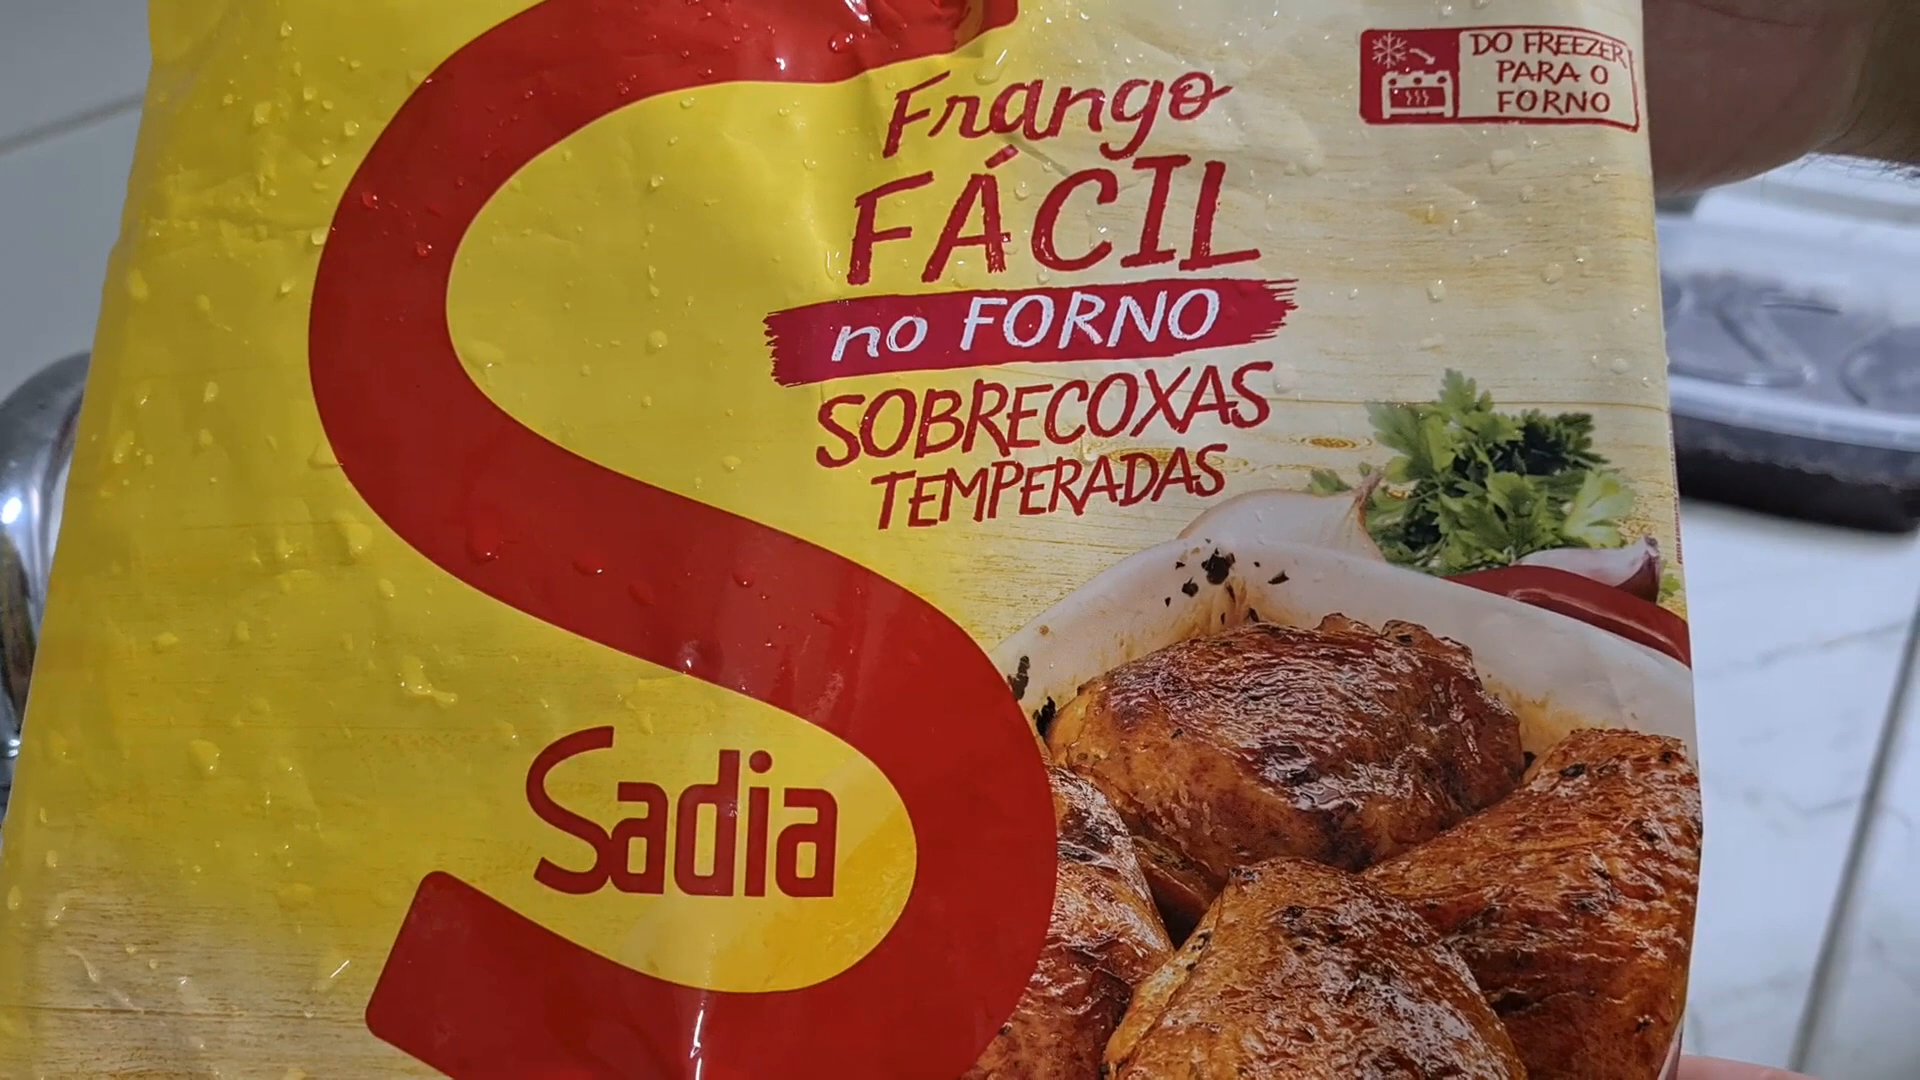 Frango
FÁCIL
no FORNO
SOBRECOXAS
TEMPERADAS
DO FREEZER
PARA O
FORNO
Sadia